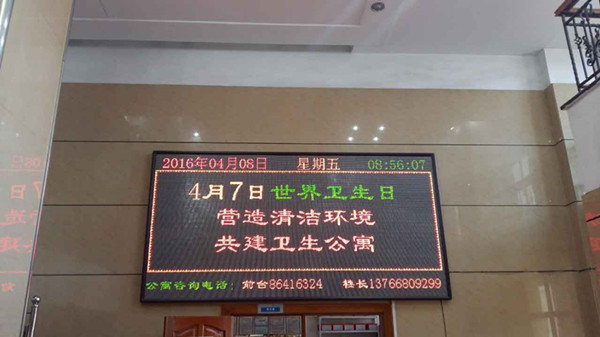 2016年04月08日 星期五 08:56:07
4月7日世界卫生日
营造清洁环境
共建卫生公寓
公寓咨询电话: 前台86416324 楼长13766809299